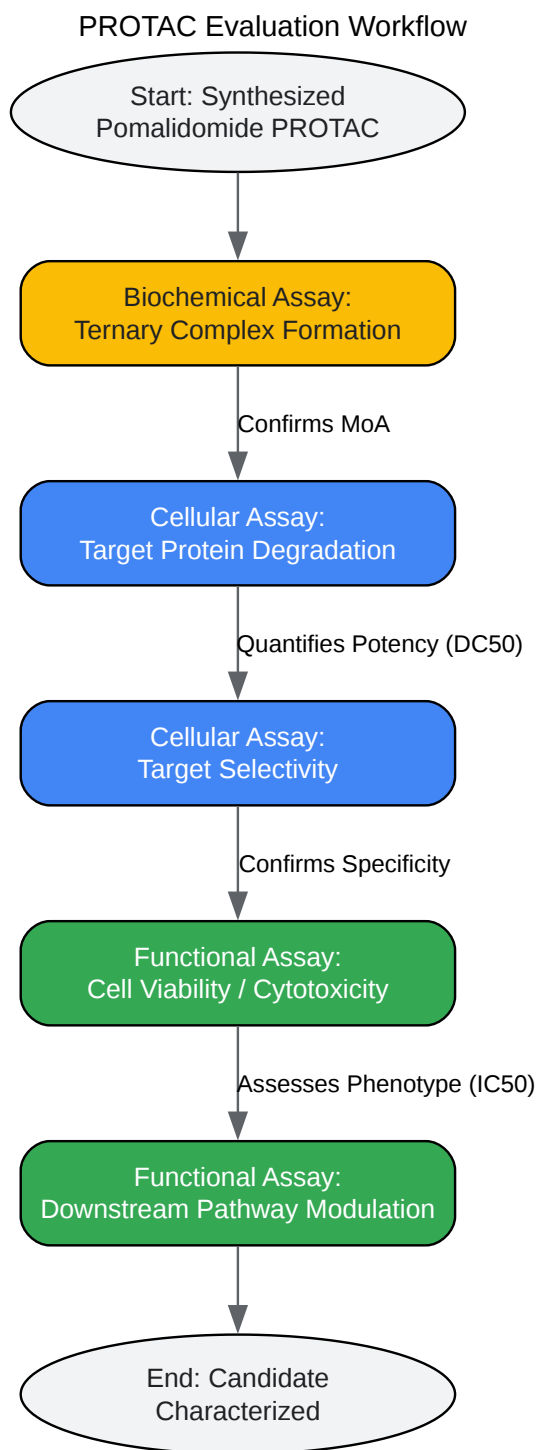 PROTAC Evaluation Workflow
Start: Synthesized
Pomalidomide PROTAC
Biochemical Assay:
Ternary Complex Formation
Confirms MoA
Cellular Assay:
Target Protein Degradation
Quantifies Potency (DC50)
Cellular Assay:
Target Selectivity
Confirms Specificity
Functional Assay:
Cell Viability / Cytotoxicity
Assesses Phenotype (IC50)
Functional Assay:
Downstream Pathway Modulation
End: Candidate
Characterized